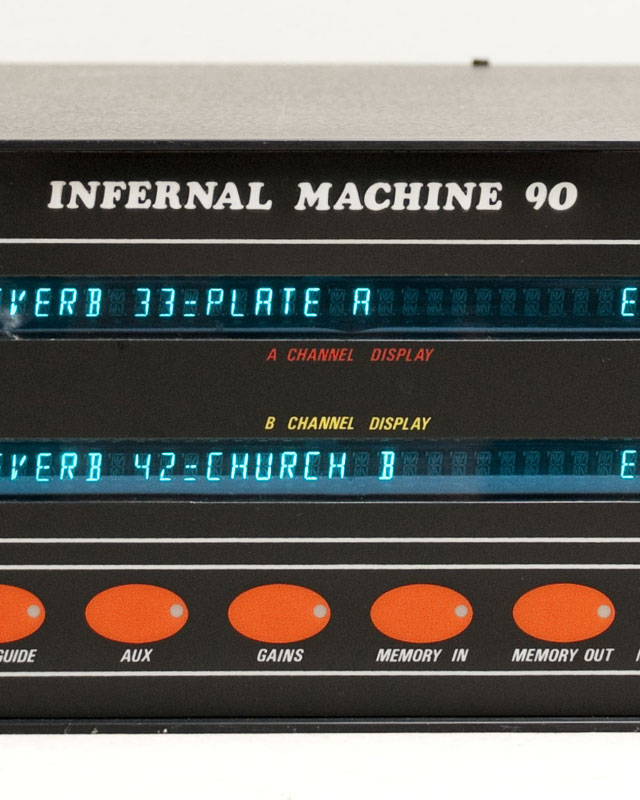 INFERNAL MACHINE 90
VERB 33=PLATE A E
A CHANNEL DISPLAY
B CHANNEL DISPLAY
VERB 42=CHURCH B E
GUIDE AUX GAINS MEMORY IN MEMORY OUT